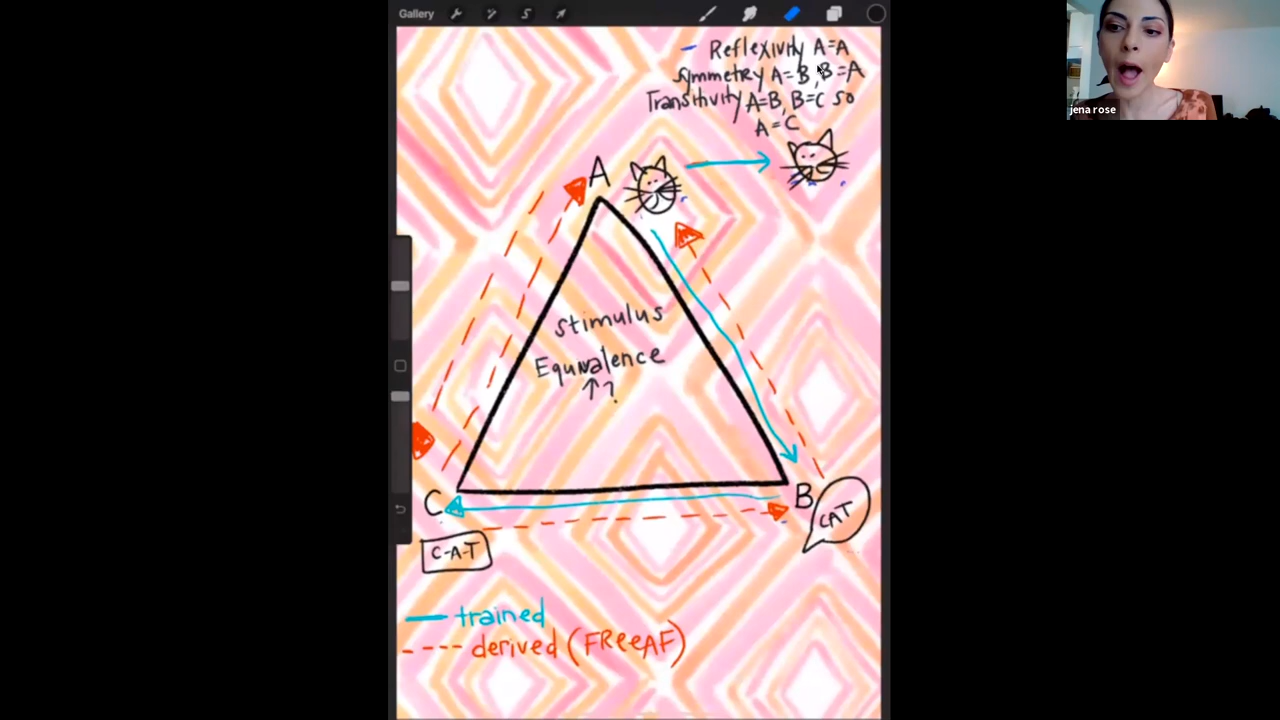 Gallery
jena rose
- Reflexivity A=A
Symmetry A=B, B=A
Transitivity A=B, B=C so
A=C
A
Stimulus
Equivalence
↑?
C
B
CAT
C-A-T
— trained
---- derived (FReeAF)